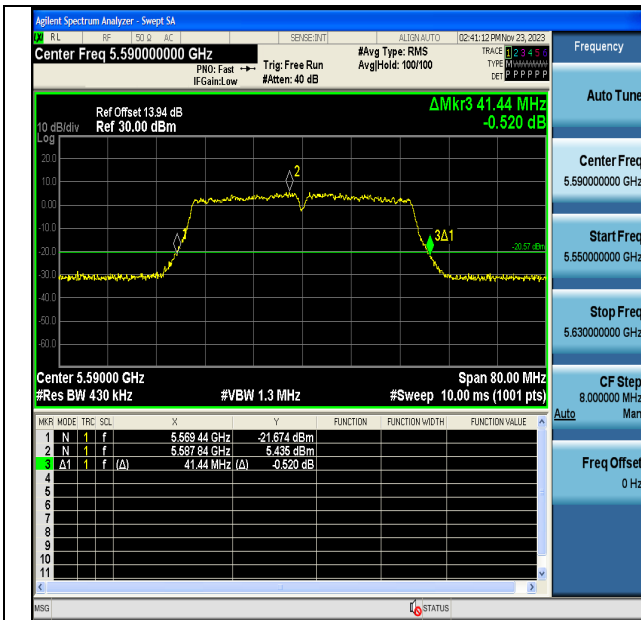 Agilent Spectrum Analyzer - Swept SA
RL RF 50 Ω AC SENSE:INT ALIGN AUTO 02:41:12 PM Nov 23, 2023
Center Freq 5.590000000 GHz
PNO: Fast
IFGain:Low
Trig: Free Run
#Atten: 40 dB
#Avg Type: RMS
Avg|Hold: 100/100
TRACE 1 2 3 4 5 6
TYPE M
DET P P P P P P
Frequency
Auto Tune
Center Freq
5.590000000 GHz
Start Freq
5.550000000 GHz
Stop Freq
5.630000000 GHz
CF Step
8.000000 MHz
Auto Man
Freq Offset
0 Hz
ΔMkr3 41.44 MHz
-0.520 dB
Ref Offset 13.94 dB
10 dB/div Ref 30.00 dBm
Log
20.0
10.0
0.00
-10.0
-20.0
-30.0
-40.0
-50.0
-60.0
2
3Δ1
-20.57 dBm
Center 5.59000 GHz Span 80.00 MHz
#Res BW 430 kHz #VBW 1.3 MHz #Sweep 10.00 ms (1001 pts)
MKR MODE TRC SCL X Y FUNCTION FUNCTION WIDTH FUNCTION VALUE
1 N 1 f 5.569 44 GHz -21.674 dBm
2 N 1 f 5.587 84 GHz 5.435 dBm
3 Δ1 1 f (Δ) 41.44 MHz (Δ) -0.520 dB
4
5
6
7
8
9
10
11
MSG STATUS